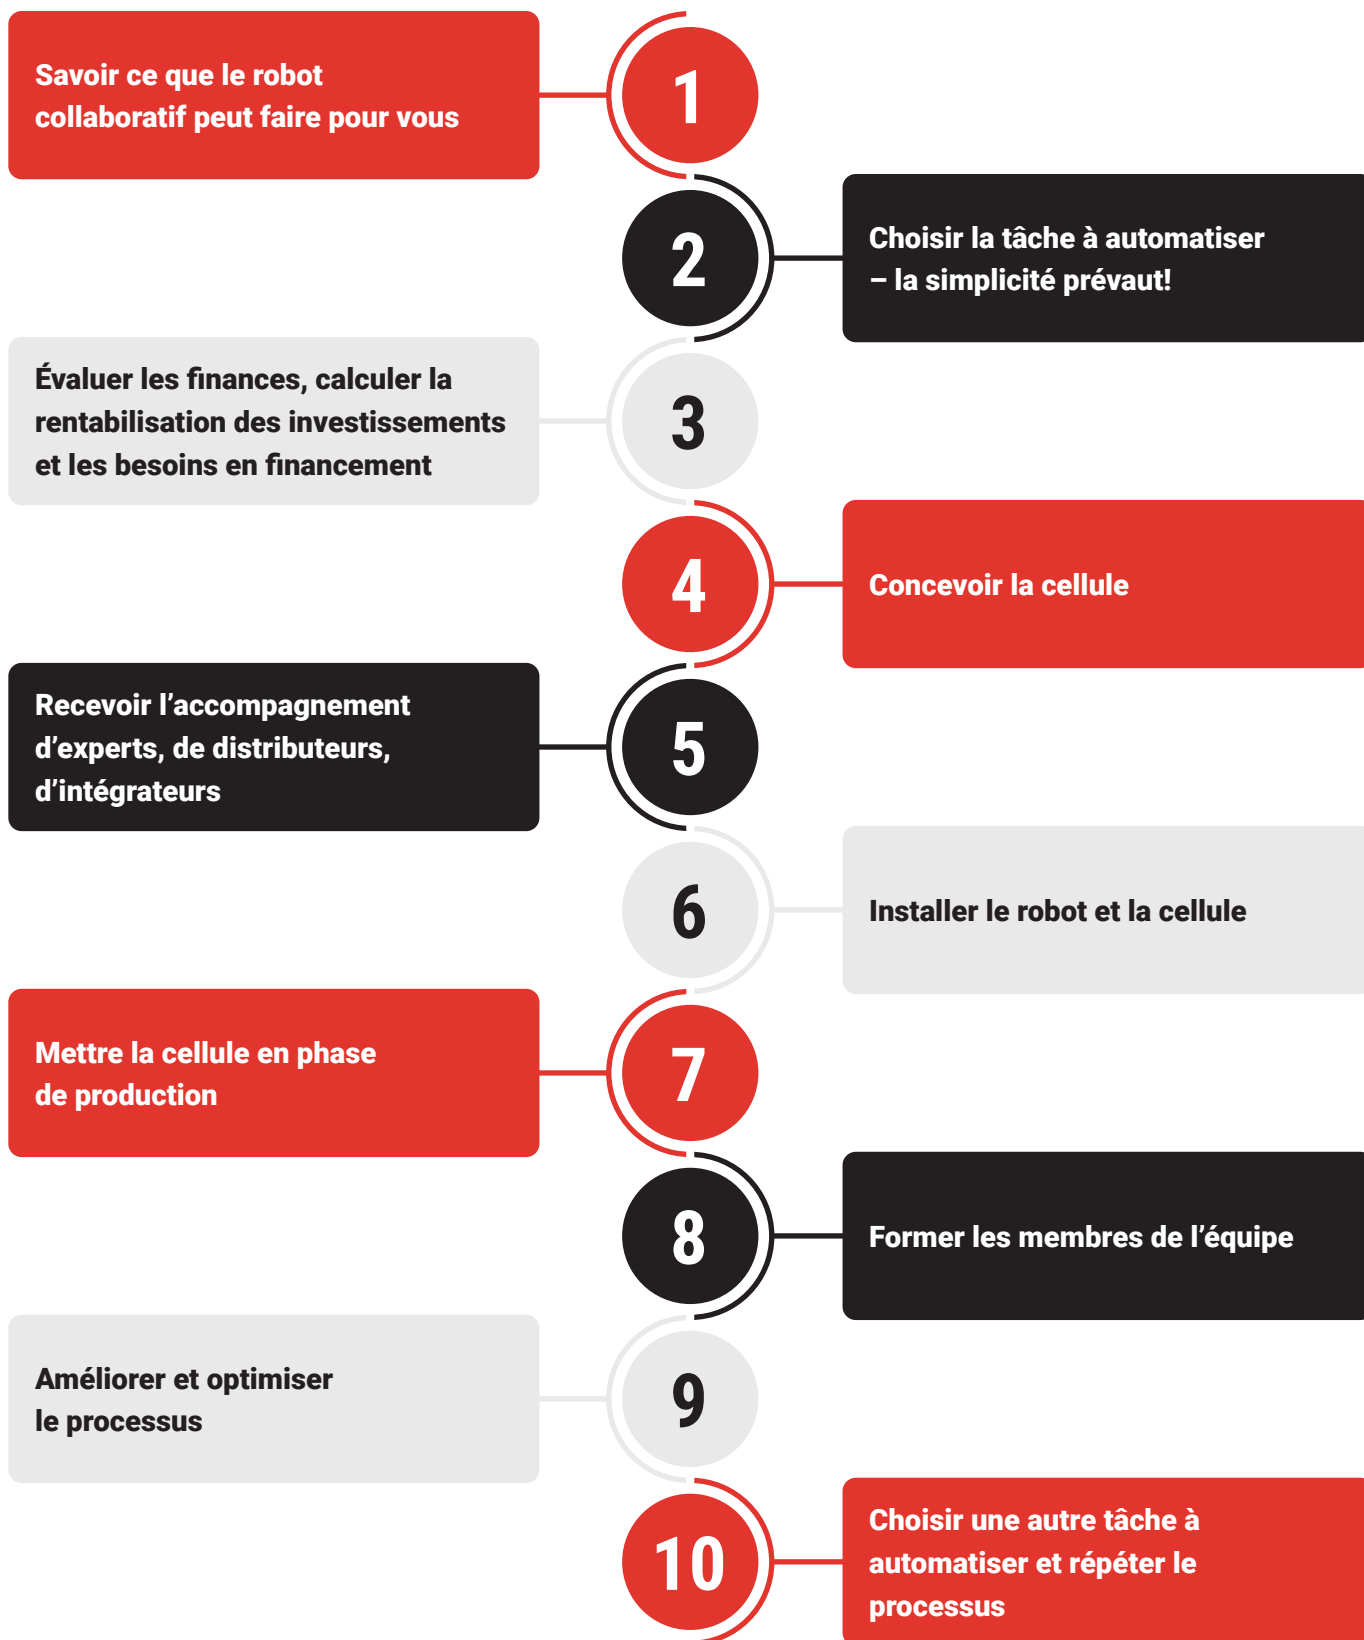 Savoir ce que le robot
collaboratif peut faire pour vous
1
2
Choisir la tâche à automatiser
– la simplicité prévaut!
Évaluer les finances, calculer la
rentabilisation des investissements
et les besoins en financement
3
4
Concevoir la cellule
Recevoir l’accompagnement
d’experts, de distributeurs,
d’intégrateurs
5
6
Installer le robot et la cellule
Mettre la cellule en phase
de production
7
8
Former les membres de l’équipe
Améliorer et optimiser
le processus
9
10
Choisir une autre tâche à
automatiser et répéter le
processus